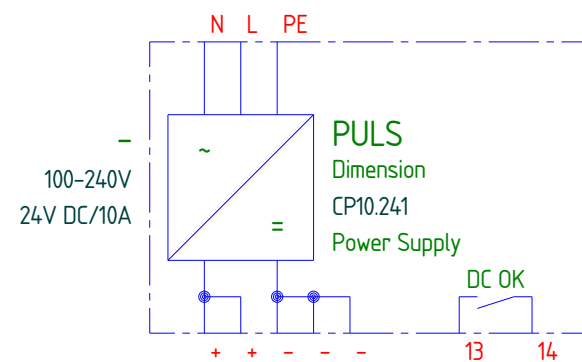 N L PE
~
=
–
100–240V
24V DC/10A
PULS
Dimension
CP10.241
Power Supply
DC OK
+ + – – –
13 14